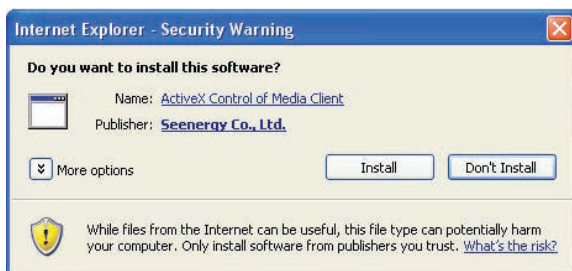 Internet Explorer - Security Warning
Do you want to install this software?
Name: ActiveX Control of Media Client
Publisher: Seenergy Co., Ltd.
More options
Install
Don't Install
While files from the Internet can be useful, this file type can potentially harm
your computer. Only install software from publishers you trust. What's the risk?